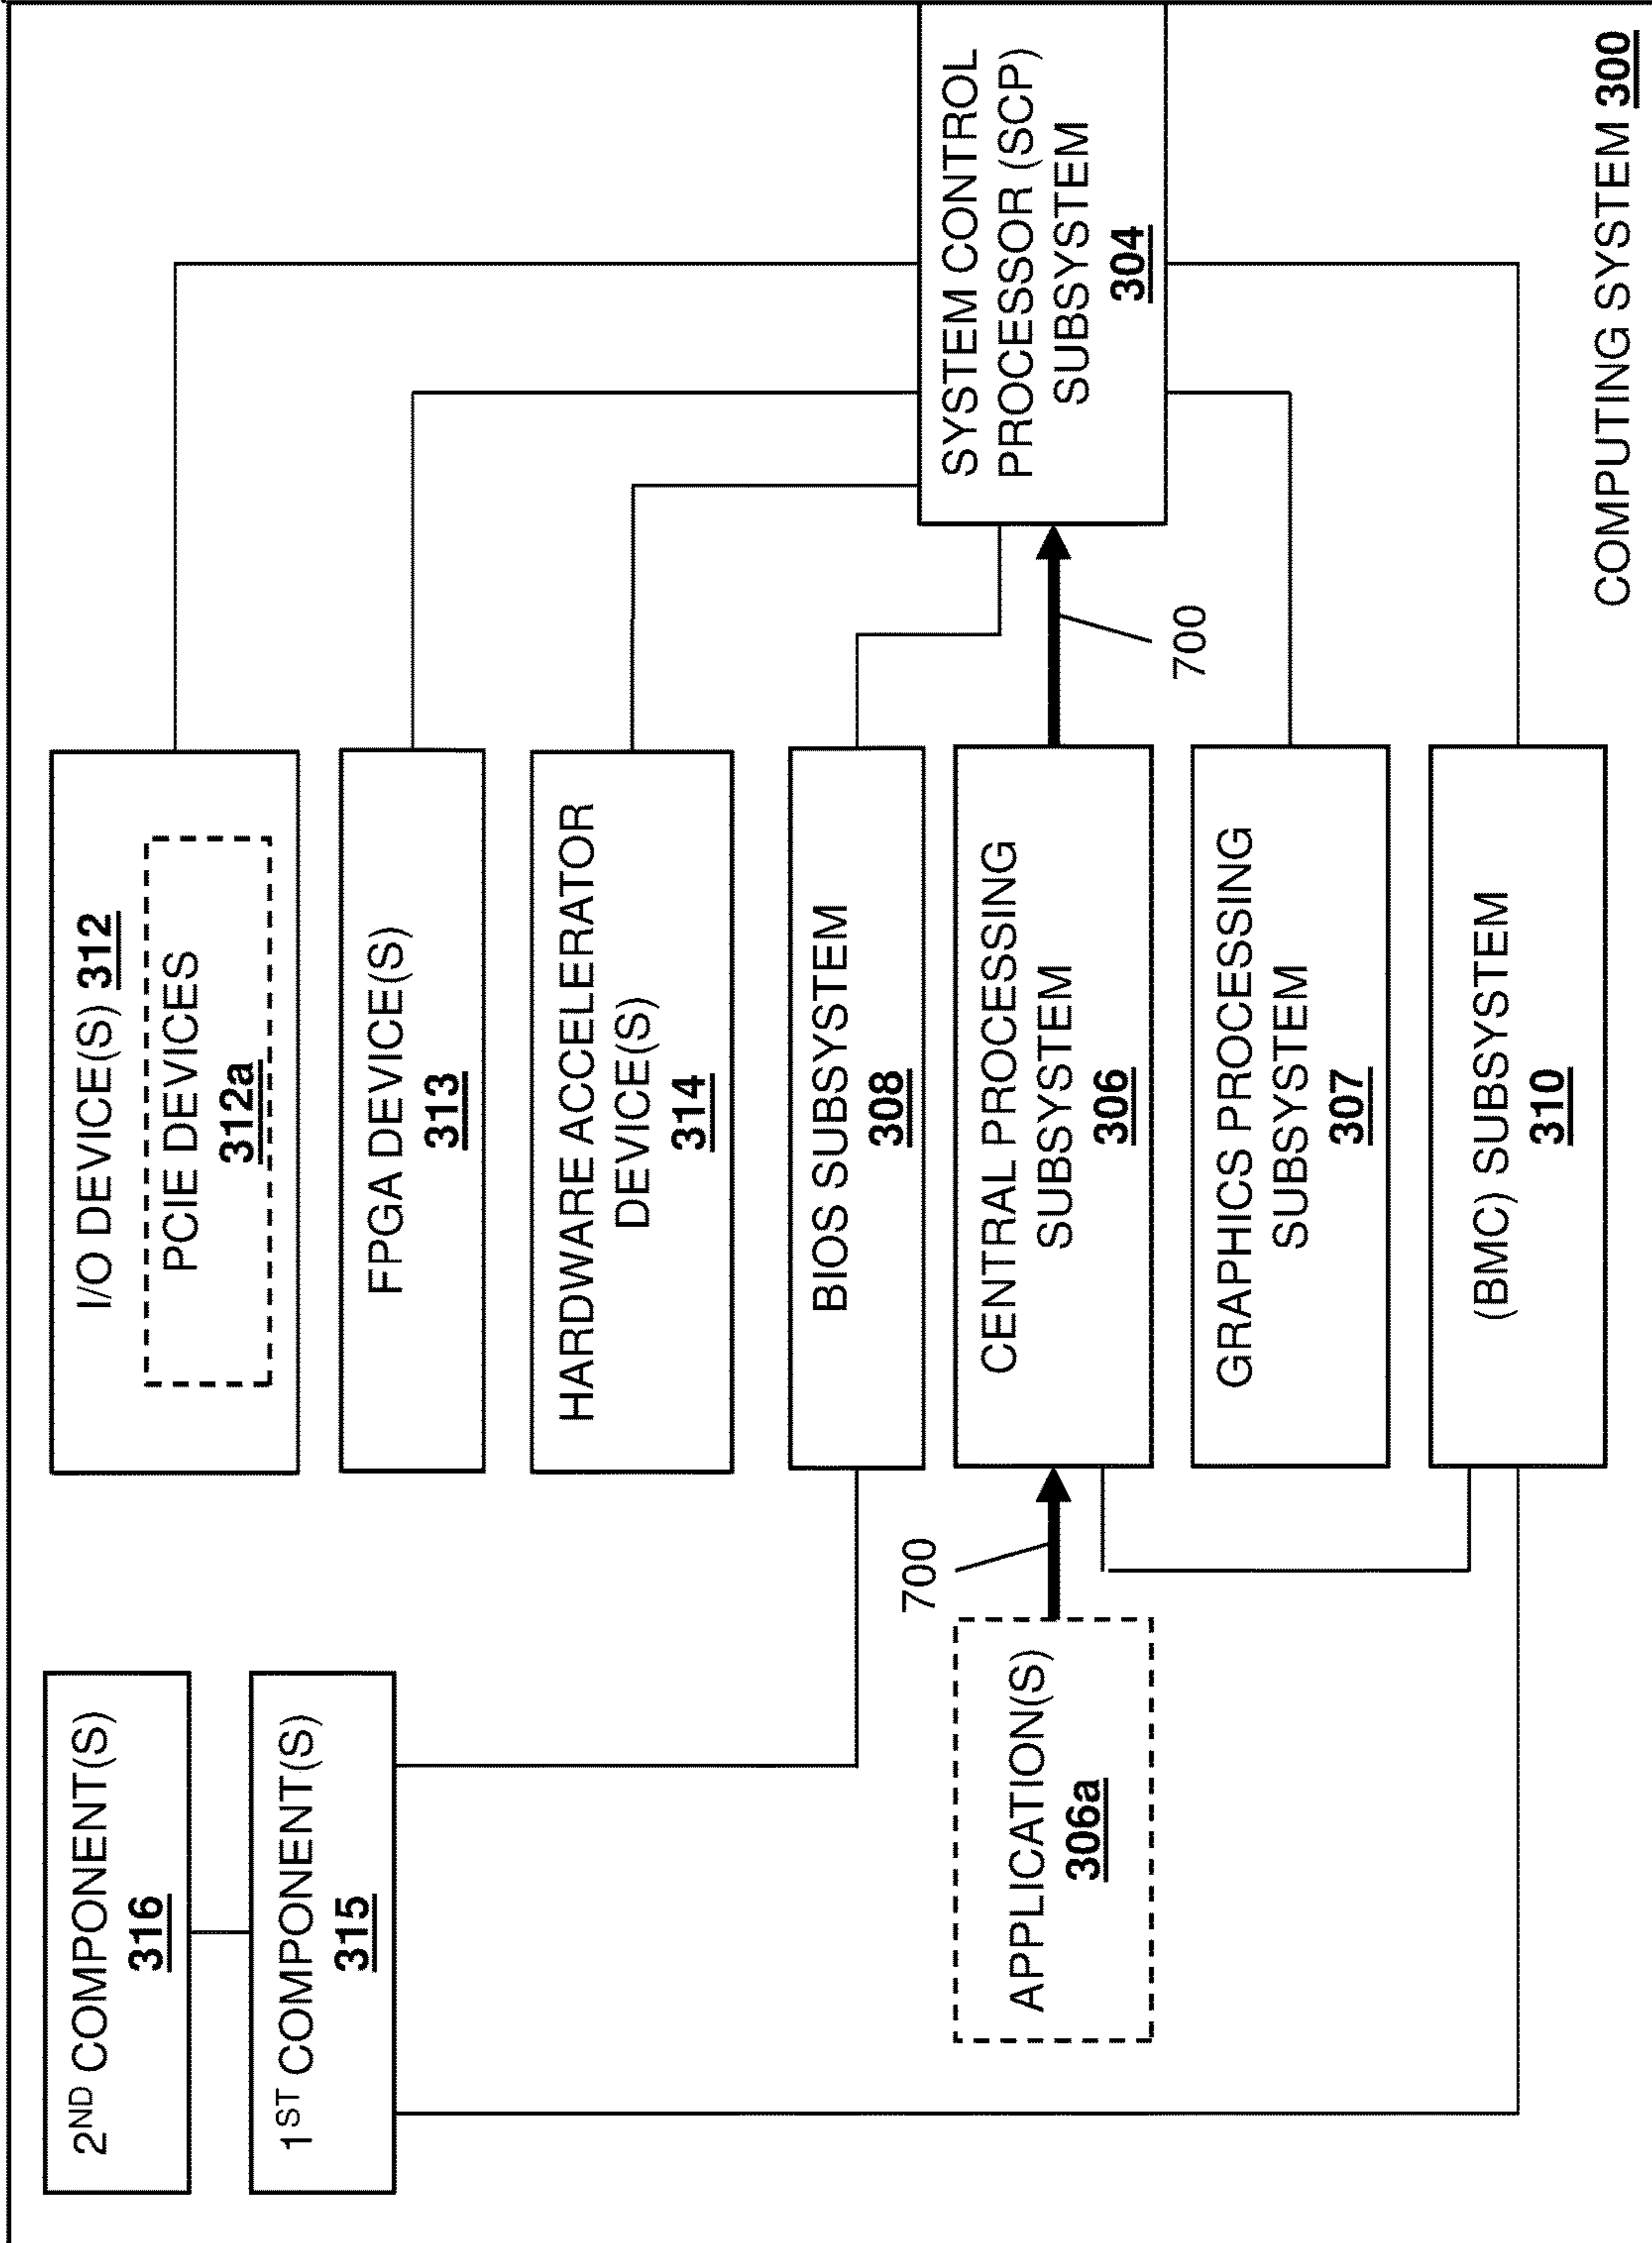 2ND COMPONENT(S)
316
1ST COMPONENT(S)
315
I/O DEVICE(S) 312
PCIE DEVICES
312a
FPGA DEVICE(S)
313
HARDWARE ACCELERATOR
DEVICE(S)
314
BIOS SUBSYSTEM
308
700
APPLICATION(S)
306a
CENTRAL PROCESSING
SUBSYSTEM
306
700
SYSTEM CONTROL
PROCESSOR (SCP)
SUBSYSTEM
304
GRAPHICS PROCESSING
SUBSYSTEM
307
(BMC) SUBSYSTEM
310
COMPUTING SYSTEM 300